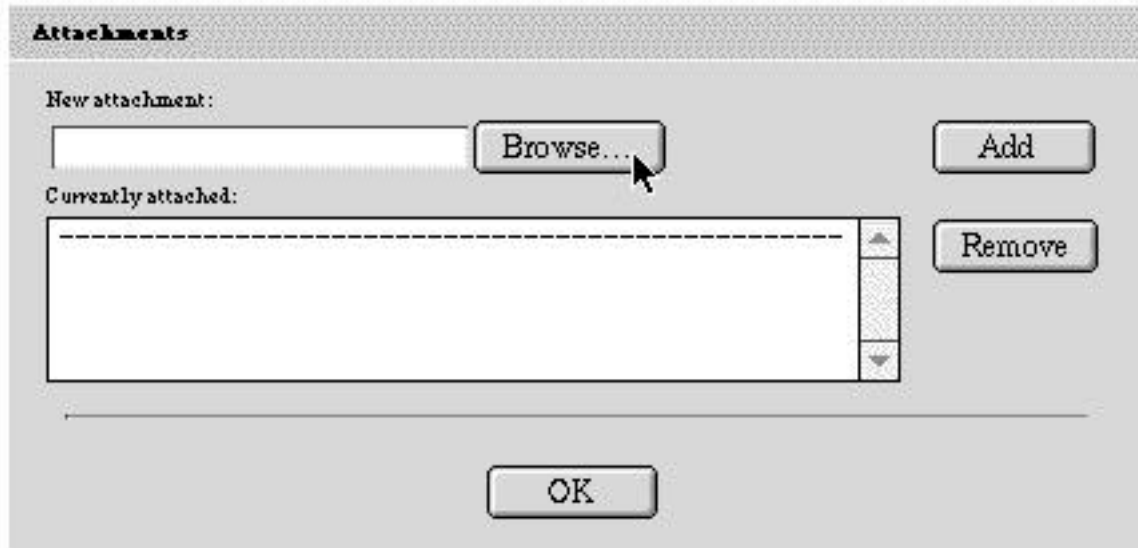 Attachments
New attachment:
Browse... Add
Currently attached:
Remove
OK